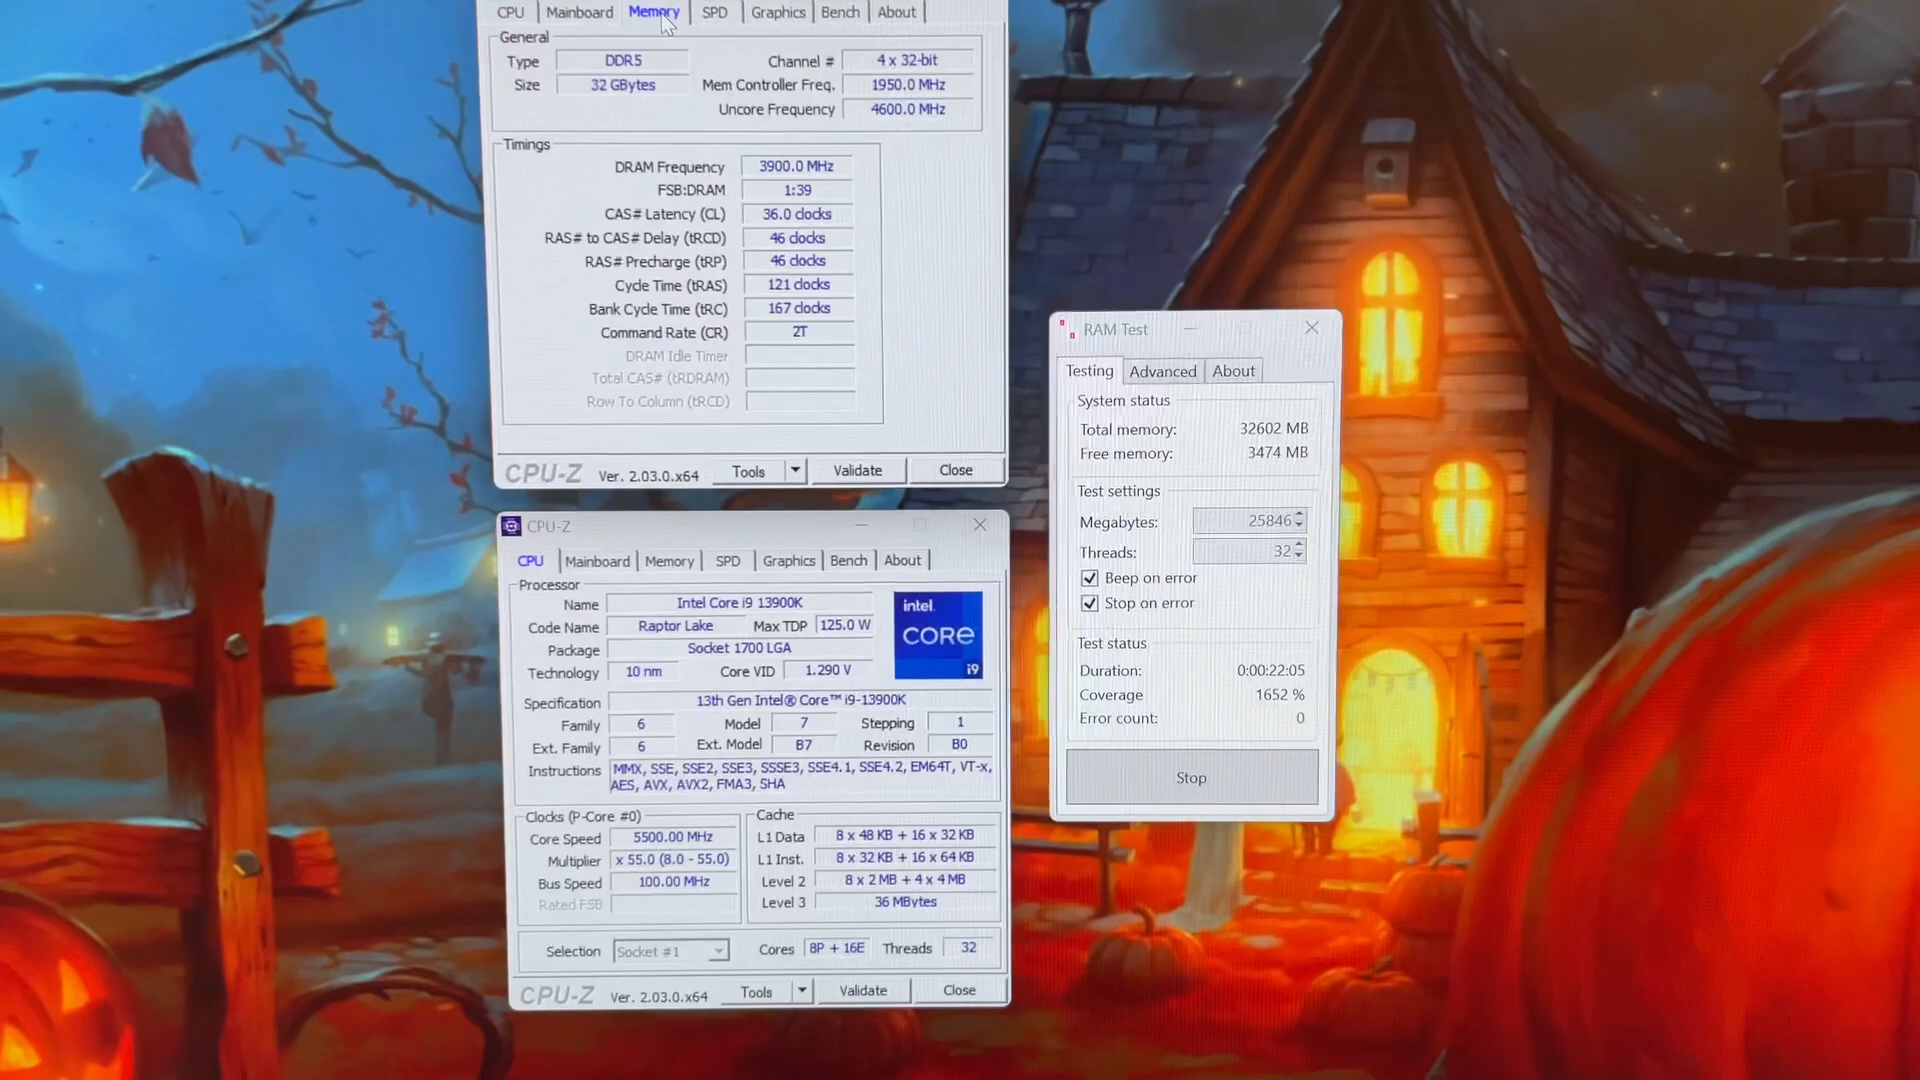 CPU Mainboard Memory SPD Graphics Bench About
General
Type DDR5 Channel # 4 x 32-bit
Size 32 GBytes Mem Controller Freq. 1950.0 MHz
Uncore Frequency 4600.0 MHz
Timings
DRAM Frequency 3900.0 MHz
FSB:DRAM 1:39
CAS# Latency (CL) 36.0 clocks
RAS# to CAS# Delay (tRCD) 46 clocks
RAS# Precharge (tRP) 46 clocks
Cycle Time (tRAS) 121 clocks
Bank Cycle Time (tRC) 167 clocks
Command Rate (CR) 2T
DRAM Idle Timer
Total CAS# (tRDRAM)
Row To Column (tRCD)
CPU-Z Ver. 2.03.0.x64 Tools Validate Close
CPU-Z
CPU Mainboard Memory SPD Graphics Bench About
Processor
Name Intel Core i9 13900K
Code Name Raptor Lake Max TDP 125.0 W
Package Socket 1700 LGA
Technology 10 nm Core VID 1.290 V
intel
CORE
i9
Specification 13th Gen Intel® Core™ i9-13900K
Family 6 Model 7 Stepping 1
Ext. Family 6 Ext. Model B7 Revision B0
Instructions MMX, SSE, SSE2, SSE3, SSSE3, SSE4.1, SSE4.2, EM64T, VT-x,
AES, AVX, AVX2, FMA3, SHA
Clocks (P-Core #0)
Core Speed 5500.00 MHz
Multiplier x 55.0 (8.0 - 55.0)
Bus Speed 100.00 MHz
Rated FSB
Cache
L1 Data 8 x 48 KB + 16 x 32 KB
L1 Inst. 8 x 32 KB + 16 x 64 KB
Level 2 8 x 2 MB + 4 x 4 MB
Level 3 36 MBytes
Selection Socket #1 Cores 8P + 16E Threads 32
CPU-Z Ver. 2.03.0.x64 Tools Validate Close
RAM Test
Testing Advanced About
System status
Total memory: 32602 MB
Free memory: 3474 MB
Test settings
Megabytes: 25846
Threads: 32
Beep on error
Stop on error
Test status
Duration: 0:00:22:05
Coverage 1652 %
Error count: 0
Stop